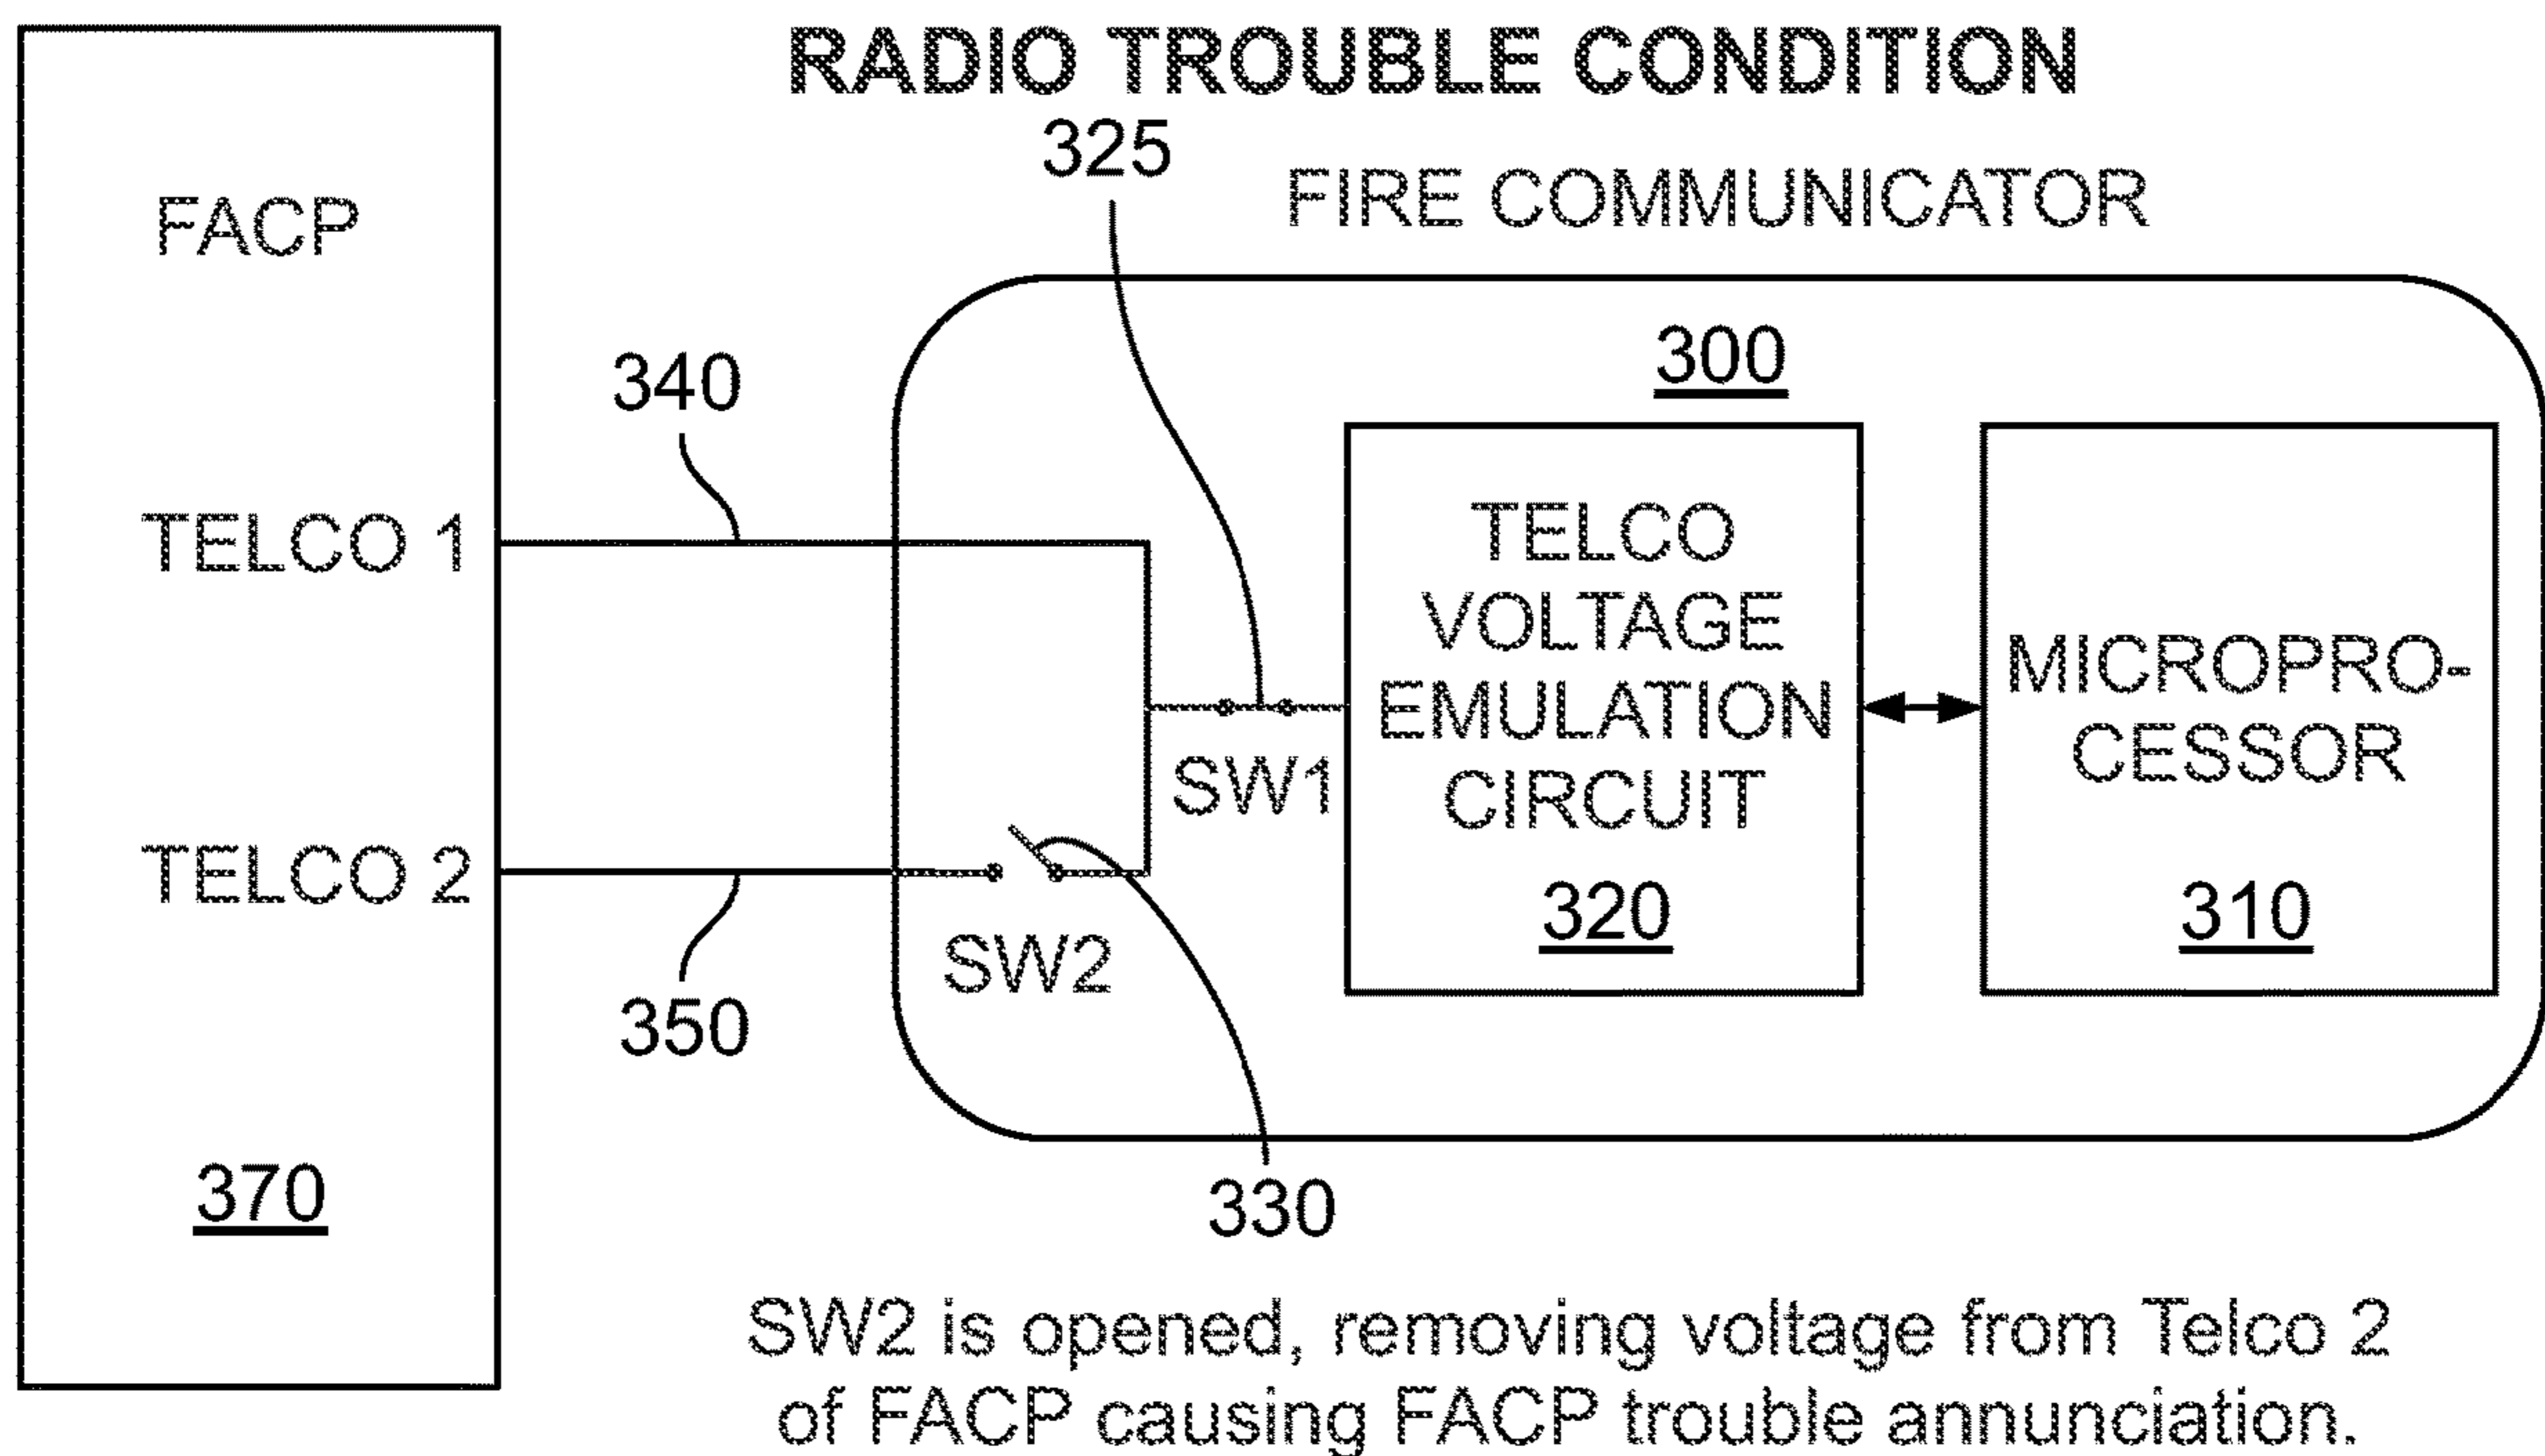 RADIO TROUBLE CONDITION
325
FIRE COMMUNICATOR
FACP
340
300
TELCO 1
TELCO
VOLTAGE
EMULATION
CIRCUIT
320
MICROPRO-
CESSOR
310
SW1
TELCO 2
SW2
350
370
330
SW2 is opened, removing voltage from Telco 2
of FACP causing FACP trouble annunciation.